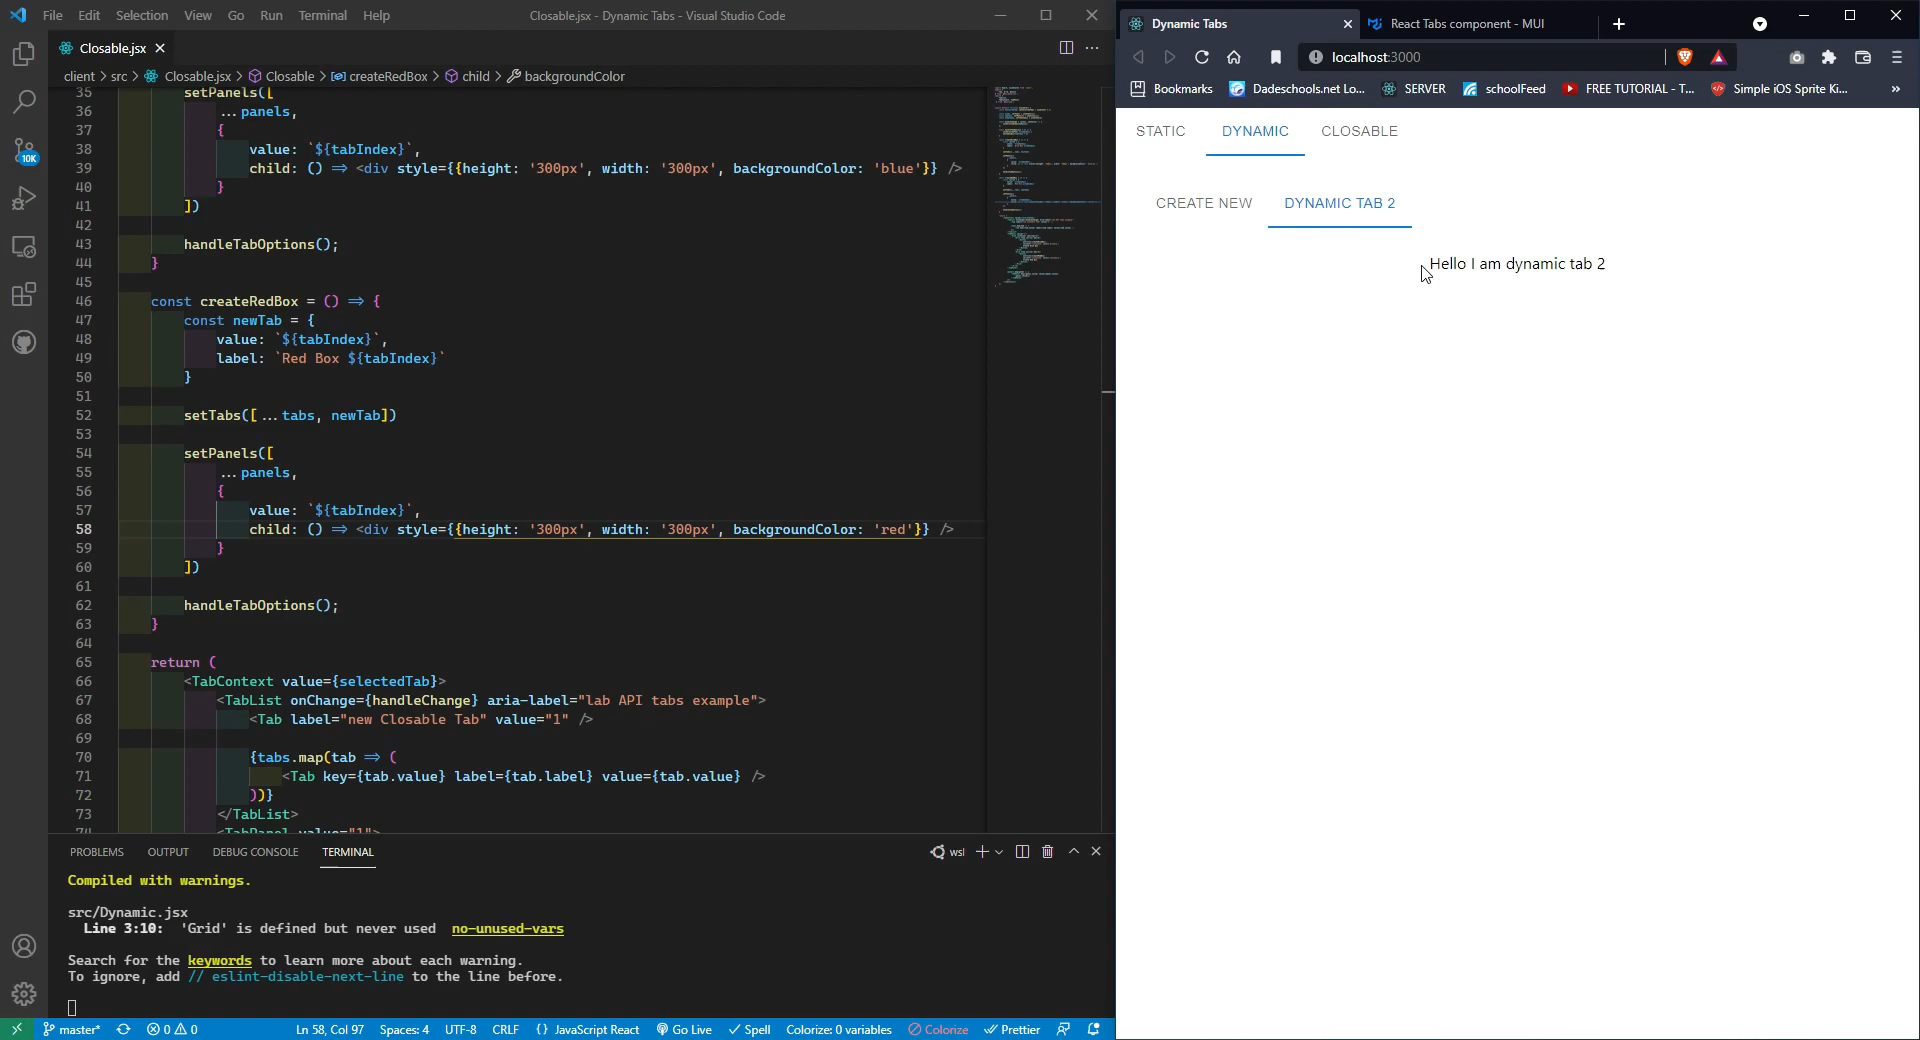 File Edit Selection View Go Run Terminal Help
Closable.jsx - Dynamic Tabs - Visual Studio Code
Closable.jsx
client > src > Closable.jsx > Closable > createRedBox > child > backgroundColor
35 setPanels([
36 ...panels,
37 {
38 value: `${tabIndex}`,
39 child: () => <div style={{height: '300px', width: '300px', backgroundColor: 'blue'}} />
40 }
41 ])
42
43 handleTabOptions();
44 }
45
46 const createRedBox = () => {
47 const newTab = {
48 value: `${tabIndex}`,
49 label: `Red Box ${tabIndex}`
50 }
51
52 setTabs([...tabs, newTab])
53
54 setPanels([
55 ...panels,
56 {
57 value: `${tabIndex}`,
58 child: () => <div style={{height: '300px', width: '300px', backgroundColor: 'red'}} />
59 }
60 ])
61
62 handleTabOptions();
63 }
64
65 return (
66 <TabContext value={selectedTab}>
67 <TabList onChange={handleChange} aria-label="lab API tabs example">
68 <Tab label="new Closable Tab" value="1" />
69
70 {tabs.map(tab => (
71 <Tab key={tab.value} label={tab.label} value={tab.value} />
72 ))}
73 </TabList>
74 <TabPanel value="1">
PROBLEMS OUTPUT DEBUG CONSOLE TERMINAL
wsl
Compiled with warnings.
src/Dynamic.jsx
Line 3:10: 'Grid' is defined but never used no-unused-vars
Search for the keywords to learn more about each warning.
To ignore, add // eslint-disable-next-line to the line before.
10K
master* 0 0 Ln 58, Col 97 Spaces: 4 UTF-8 CRLF {} JavaScript React Go Live Spell Colorize: 0 variables Colorize Prettier
Dynamic Tabs
React Tabs component - MUI
localhost:3000
Bookmarks Dadeschools.net Lo... SERVER schoolFeed FREE TUTORIAL - T... Simple iOS Sprite Ki... »
STATIC DYNAMIC CLOSABLE
CREATE NEW DYNAMIC TAB 2
Hello I am dynamic tab 2